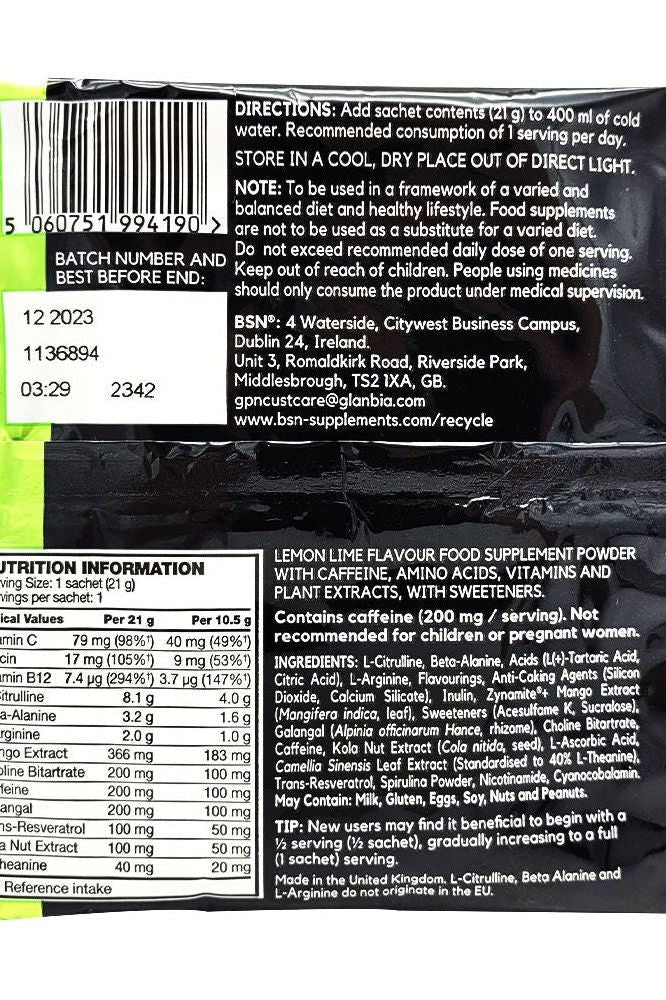 DIRECTIONS: Add sachet contents (21 g) to 400 ml of cold
water. Recommended consumption of 1 serving per day.
STORE IN A COOL, DRY PLACE OUT OF DIRECT LIGHT.
NOTE: To be used in a framework of a varied and
balanced diet and healthy lifestyle. Food supplements
are not to be used as a substitute for a varied diet.
Do not exceed recommended daily dose of one serving.
Keep out of reach of children. People using medicines
should only consume the product under medical supervision.
5 060751 994190 >
BATCH NUMBER AND
BEST BEFORE END:
12 2023
1136894
03:29 2342
BSN®: 4 Waterside, Citywest Business Campus,
Dublin 24, Ireland.
Unit 3, Romaldkirk Road, Riverside Park,
Middlesbrough, TS2 1XA, GB.
gpncustcare@glanbia.com
www.bsn-supplements.com/recycle
UTRITION INFORMATION
ving Size: 1 sachet (21 g)
vings per sachet: 1
ical Values Per 21 g Per 10.5 g
amin C 79 mg (98%¹) 40 mg (49%¹)
cin 17 mg (105%¹) 9 mg (53%¹)
amin B12 7.4 µg (294%¹) 3.7 µg (147%¹)
itrulline 8.1 g 4.0 g
a-Alanine 3.2 g 1.6 g
rginine 2.0 g 1.0 g
ngo Extract 366 mg 183 mg
oline Bitartrate 200 mg 100 mg
feine 200 mg 100 mg
angal 200 mg 100 mg
ns-Resveratrol 100 mg 50 mg
a Nut Extract 100 mg 50 mg
heanine 40 mg 20 mg
Reference intake
LEMON LIME FLAVOUR FOOD SUPPLEMENT POWDER
WITH CAFFEINE, AMINO ACIDS, VITAMINS AND
PLANT EXTRACTS, WITH SWEETENERS.
Contains caffeine (200 mg / serving). Not
recommended for children or pregnant women.
INGREDIENTS: L-Citrulline, Beta-Alanine, Acids (L(+)-Tartaric Acid,
Citric Acid), L-Arginine, Flavourings, Anti-Caking Agents (Silicon
Dioxide, Calcium Silicate), Inulin, Zynamite®+ Mango Extract
(Mangifera indica, leaf), Sweeteners (Acesulfame K, Sucralose),
Galangal (Alpinia officinarum Hance, rhizome), Choline Bitartrate,
Caffeine, Kola Nut Extract (Cola nitida, seed), L-Ascorbic Acid,
Camellia Sinensis Leaf Extract (Standardised to 40% L-Theanine),
Trans-Resveratrol, Spirulina Powder, Nicotinamide, Cyanocobalamin.
May Contain: Milk, Gluten, Eggs, Soy, Nuts and Peanuts.
TIP: New users may find it beneficial to begin with a
½ serving (½ sachet), gradually increasing to a full
(1 sachet) serving.
Made in the United Kingdom. L-Citrulline, Beta Alanine and
L-Arginine do not originate in the EU.